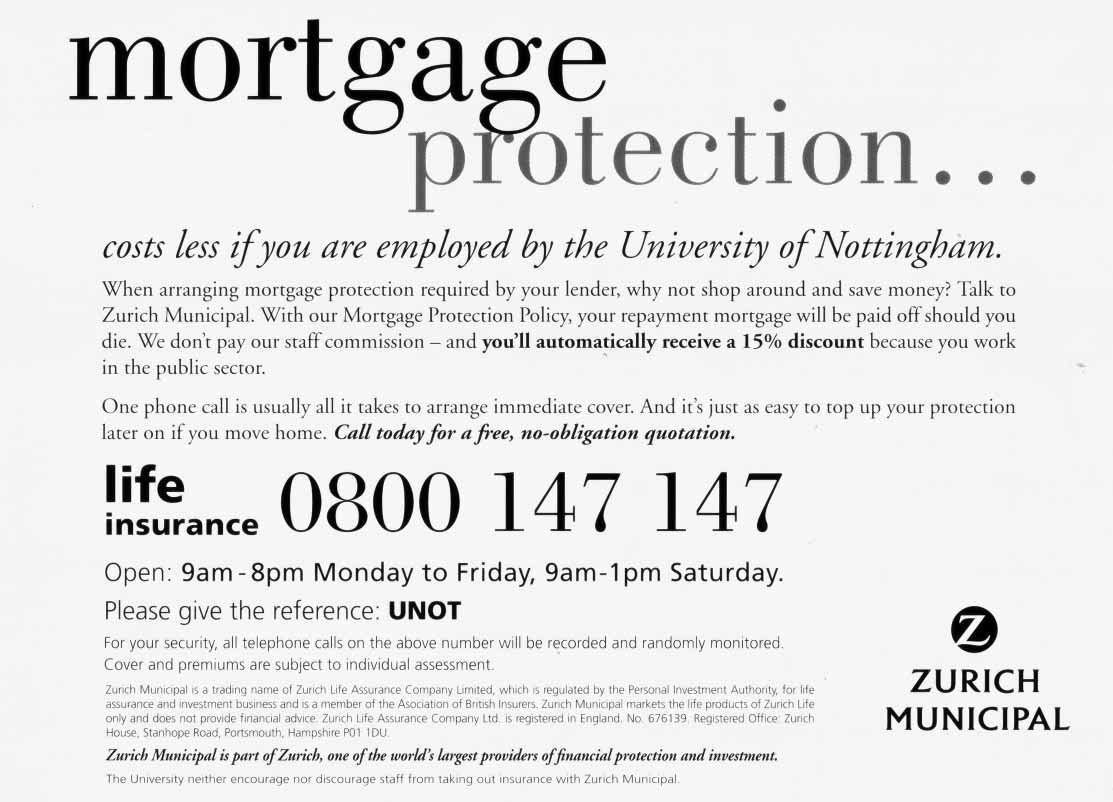 mortgage
protection...
costs less if you are employed by the University of Nottingham.
When arranging mortgage protection required by your lender, why not shop around and save money? Talk to
Zurich Municipal. With our Mortgage Protection Policy, your repayment mortgage will be paid off should you
die. We don't pay our staff commission – and you'll automatically receive a 15% discount because you work
in the public sector.
One phone call is usually all it takes to arrange immediate cover. And it's just as easy to top up your protection
later on if you move home. Call today for a free, no-obligation quotation.
life
insurance 0800 147 147
Open: 9am - 8pm Monday to Friday, 9am-1pm Saturday.
Please give the reference: UNOT
For your security, all telephone calls on the above number will be recorded and randomly monitored.
Cover and premiums are subject to individual assessment.
Zurich Municipal is a trading name of Zurich Life Assurance Company Limited, which is regulated by the Personal Investment Authority, for life
assurance and investment business and is a member of the Asociation of British Insurers. Zurich Municipal markets the life products of Zurich Life
only and does not provide financial advice. Zurich Life Assurance Company Ltd. is registered in England. No. 676139. Registered Office: Zurich
House, Stanhope Road, Portsmouth, Hampshire P01 1DU.
Zurich Municipal is part of Zurich, one of the world's largest providers of financial protection and investment.
The University neither encourage nor discourage staff from taking out insurance with Zurich Municipal.
Z
ZURICH
MUNICIPAL